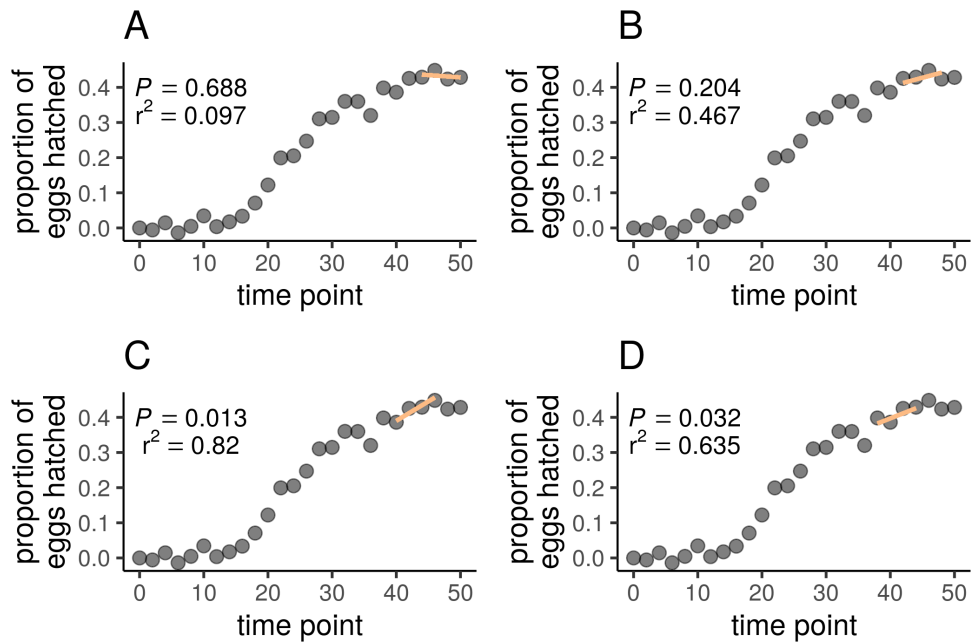 A
proportion of
eggs hatched
P = 0.688
r² = 0.097
0.4
0.3
0.2
0.1
0.0
0 10 20 30 40 50
time point
B
proportion of
eggs hatched
P = 0.204
r² = 0.467
0.4
0.3
0.2
0.1
0.0
0 10 20 30 40 50
time point
C
proportion of
eggs hatched
P = 0.013
r² = 0.82
0.4
0.3
0.2
0.1
0.0
0 10 20 30 40 50
time point
D
proportion of
eggs hatched
P = 0.032
r² = 0.635
0.4
0.3
0.2
0.1
0.0
0 10 20 30 40 50
time point